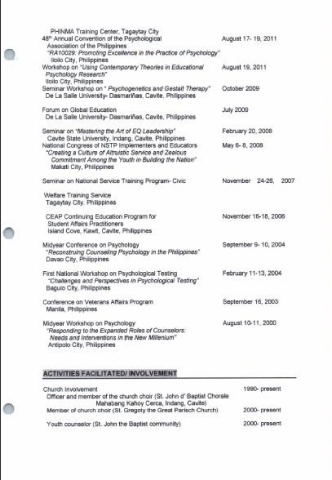 PHINMA Training Center, Tagaytay City
48th Annual Convention of the Psychological August 17- 19, 2011
Association of the Philippines
"RA10029: Promoting Excellence in the Practice of Psychology"
Iloilo City, Philippines
Workshop on "Using Contemporary Theories in Educational August 19, 2011
Psychology Research"
Iloilo City, Philippines
Seminar Workshop on " Psychogenetics and Gestalt Therapy" October 2009
De La Salle University- Dasmariñas, Cavite, Philippines
Forum on Global Education July 2009
De La Salle University- Dasmariñas, Cavite, Philippines
Seminar on "Mastering the Art of EQ Leadership" February 20, 2008
Cavite State University, Indang, Cavite, Philippines
National Congress of NSTP Implementers and Educators May 6- 8, 2008
"Creating a Culture of Altruistic Service and Zealous
Commitment Among the Youth in Building the Nation"
Makati City, Philippines
Seminar on National Service Training Program- Civic November 24-26, 2007
Welfare Training Service
Tagaytay City, Philippines
CEAP Continuing Education Program for November 16-18, 2006
Student Affairs Practitioners
Island Cove, Kawit, Cavite, Philippines
Midyear Conference on Psychology September 9- 10, 2004
"Reconstruing Counseling Psychology in the Philippines"
Davao City, Philippines
First National Workshop on Psychological Testing February 11-13, 2004
"Challenges and Perspectives in Psychological Testing"
Baguio City, Philippines
Conference on Veterans Affairs Program September 16, 2003
Manila, Philippines
Midyear Workshop on Psychology August 10-11, 2000
"Responding to the Expanded Roles of Counselors:
Needs and Interventions in the New Millenium"
Antipolo City, Philippines
ACTIVITIES FACILITATED/ INVOLVEMENT
Church Involvement 1990- present
Officer and member of the church choir (St. John d' Baptist Chorale
Mahabang Kahoy Cerca, Indang, Cavite)
Member of church choir (St. Gregoty the Great Parisch Church) 2000- present
Youth counselor (St. John the Baptist community) 2000- present